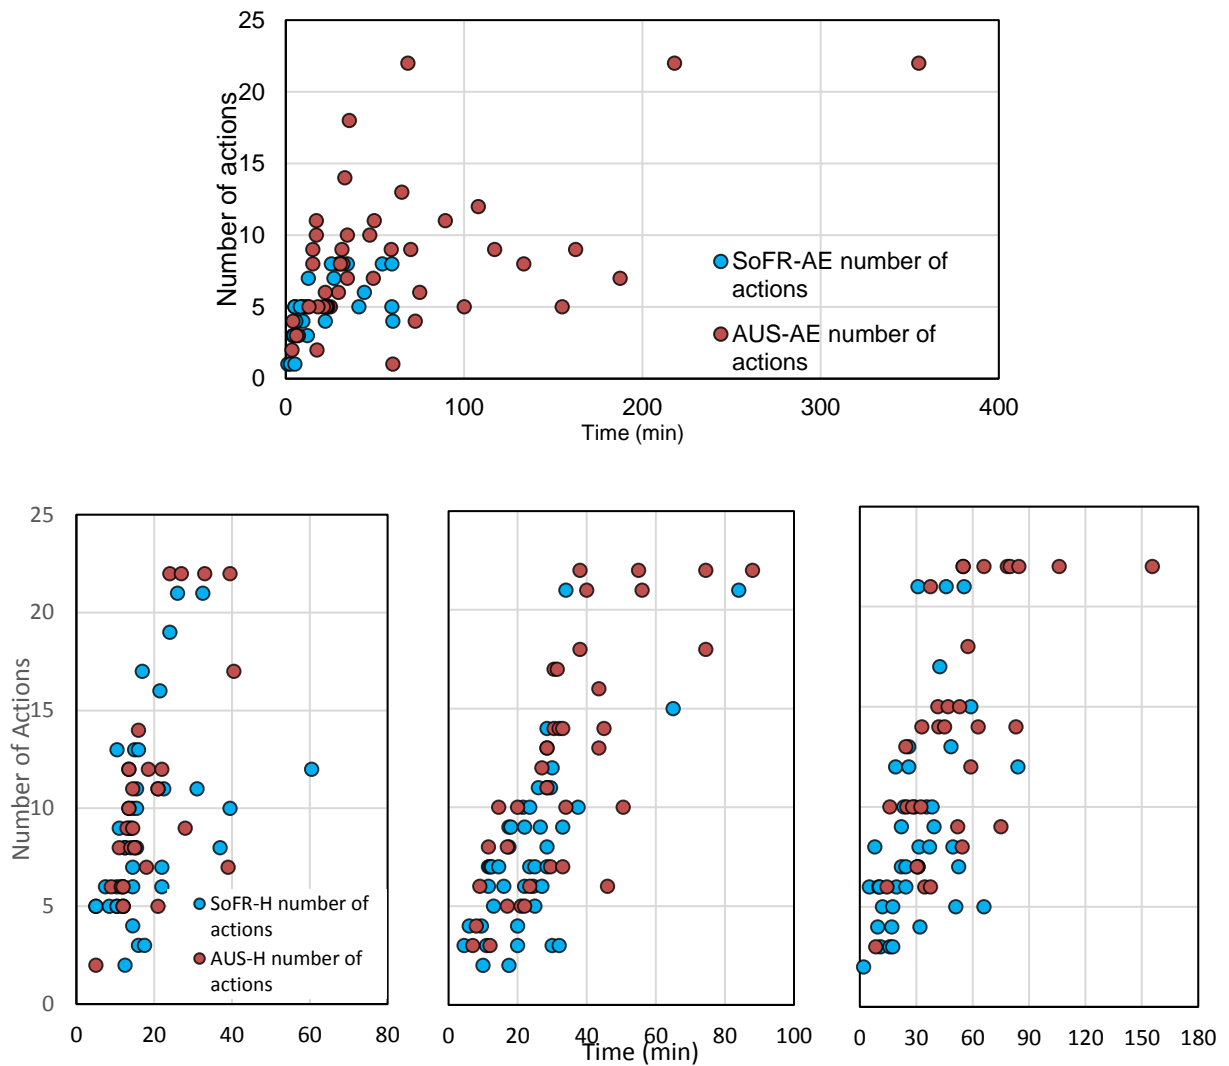 25
20
15
10
5
0
Number of actions
SoFR-AE number of
actions
AUS-AE number of
actions
0 100 200 300 400
Time (min)
25
20
15
10
5
0
Number of Actions
SoFR-H number of
actions
AUS-H number of
actions
0 20 40 60 80
0 20 40 60 80 100
0 30 60 90 120 150 180
Time (min)